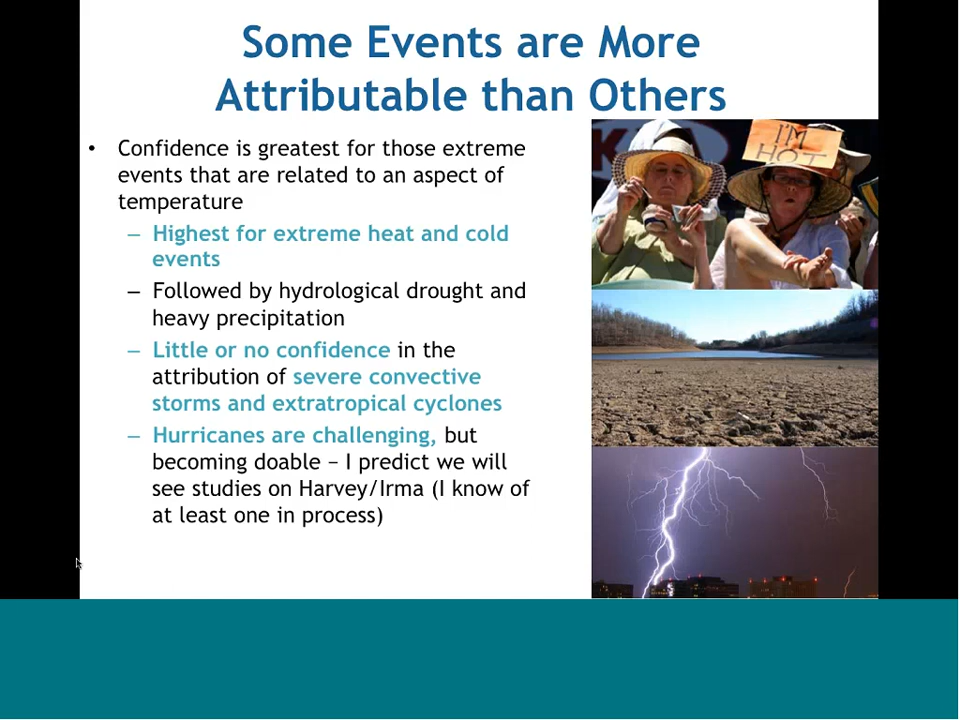 Some Events are More
Attributable than Others
• Confidence is greatest for those extreme
events that are related to an aspect of
temperature
– Highest for extreme heat and cold
events
– Followed by hydrological drought and
heavy precipitation
– Little or no confidence in the
attribution of severe convective
storms and extratropical cyclones
– Hurricanes are challenging, but
becoming doable – I predict we will
see studies on Harvey/Irma (I know of
at least one in process)
I'M
HOT